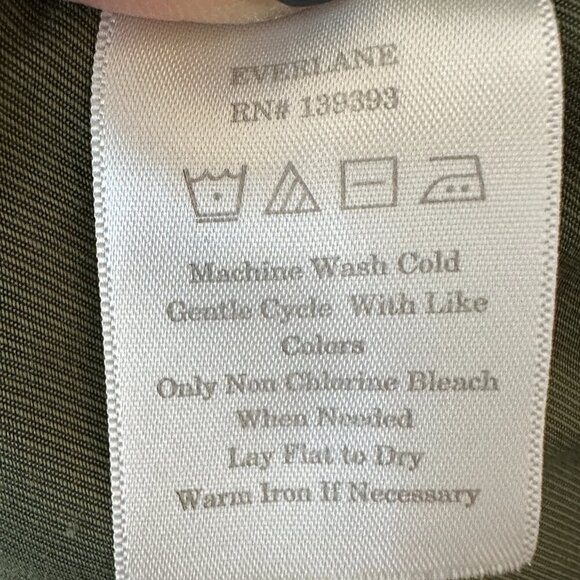 EVERLANE
RN# 139393
Machine Wash Cold
Gentle Cycle With Like
Colors
Only Non Chlorine Bleach
When Needed
Lay Flat to Dry
Warm Iron If Necessary